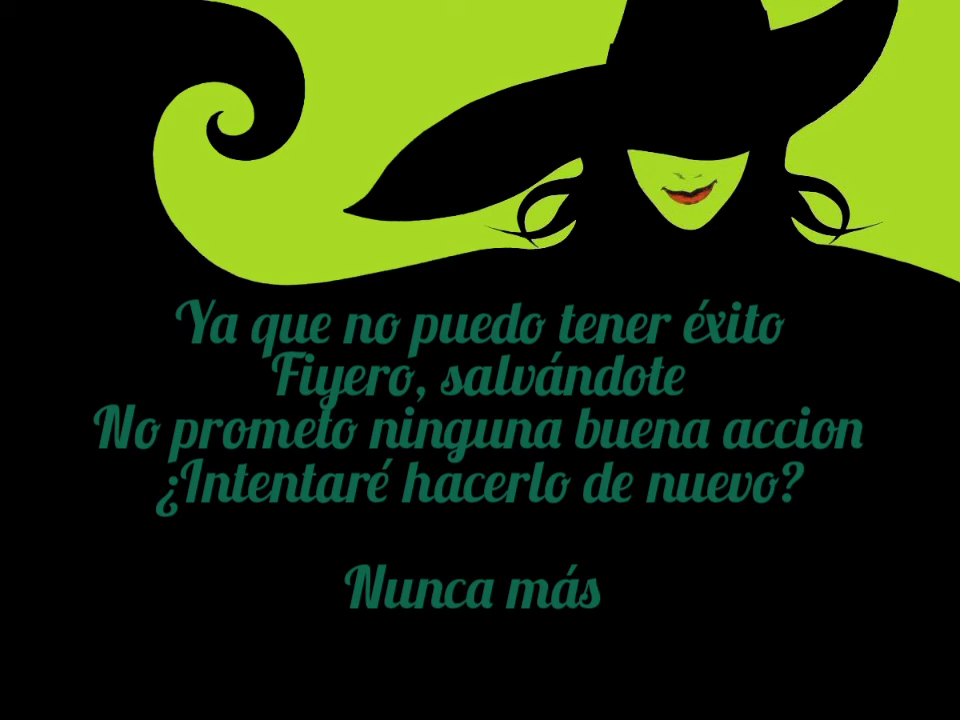 Ya que no puedo tener éxito
Fiyero, salvándote
No prometo ninguna buena accion
¿Intentaré hacerlo de nuevo?
Nunca más